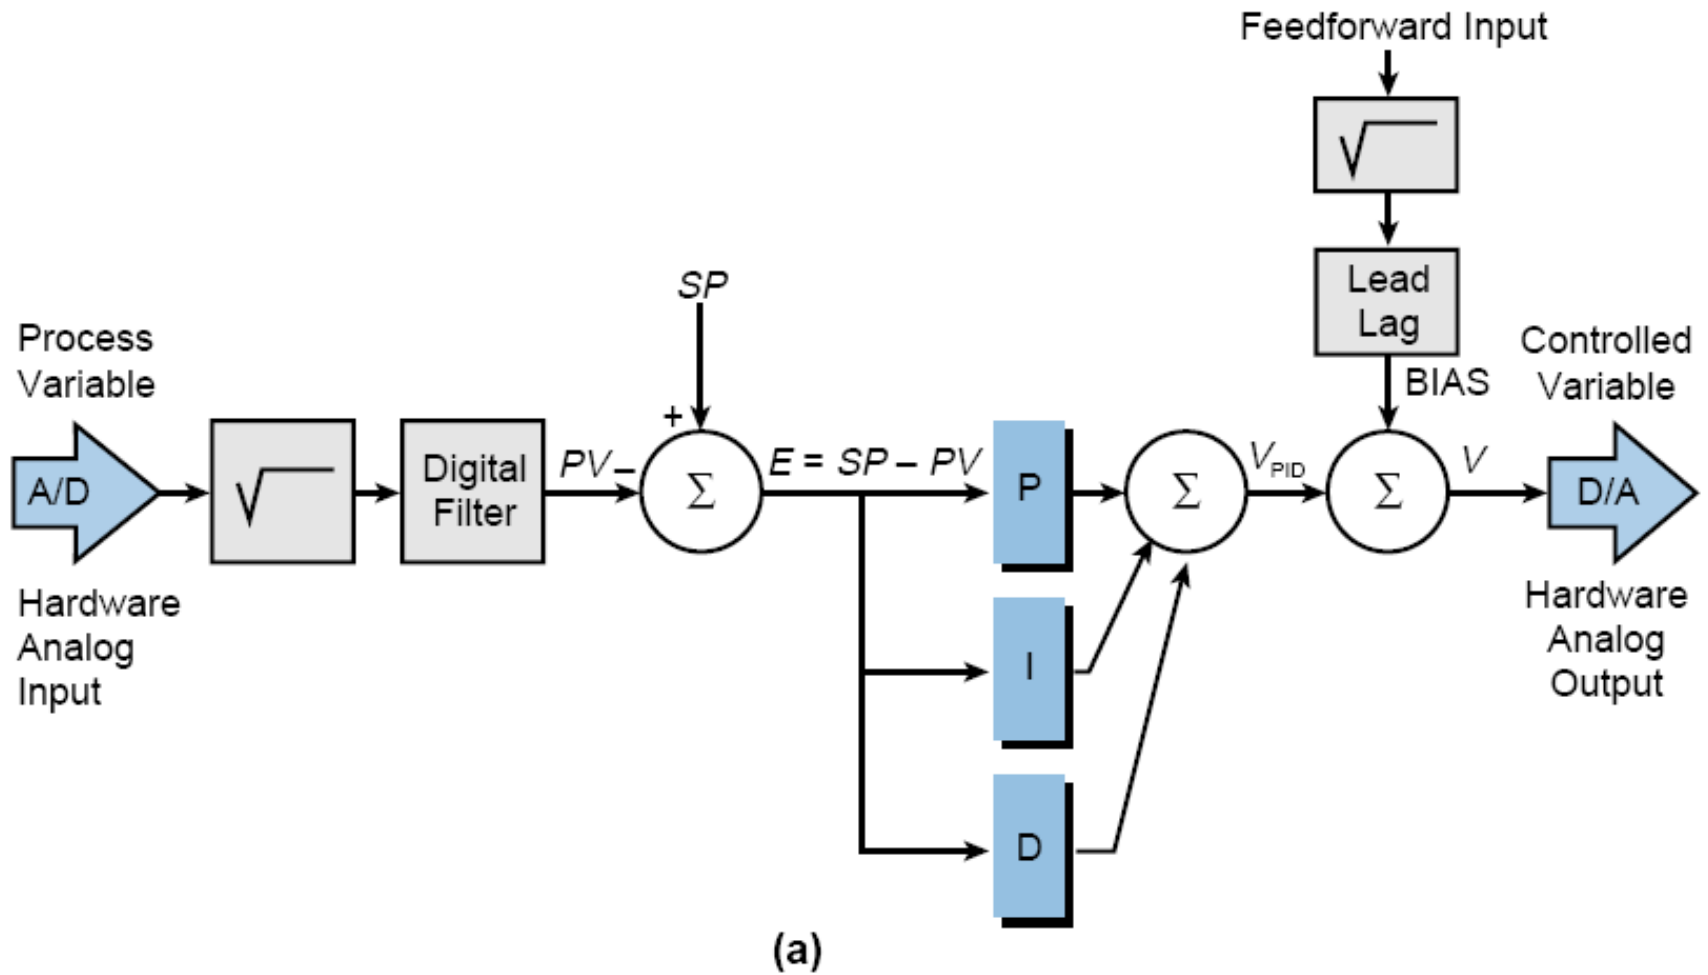 Feedforward Input
√
Lead
Lag
BIAS
SP
+
Process
Variable
A/D
Hardware
Analog
Input
√
Digital
Filter
PV –
Σ
E = SP – PV
P
I
D
Σ
VPID
Σ
V
Controlled
Variable
D/A
Hardware
Analog
Output
(a)